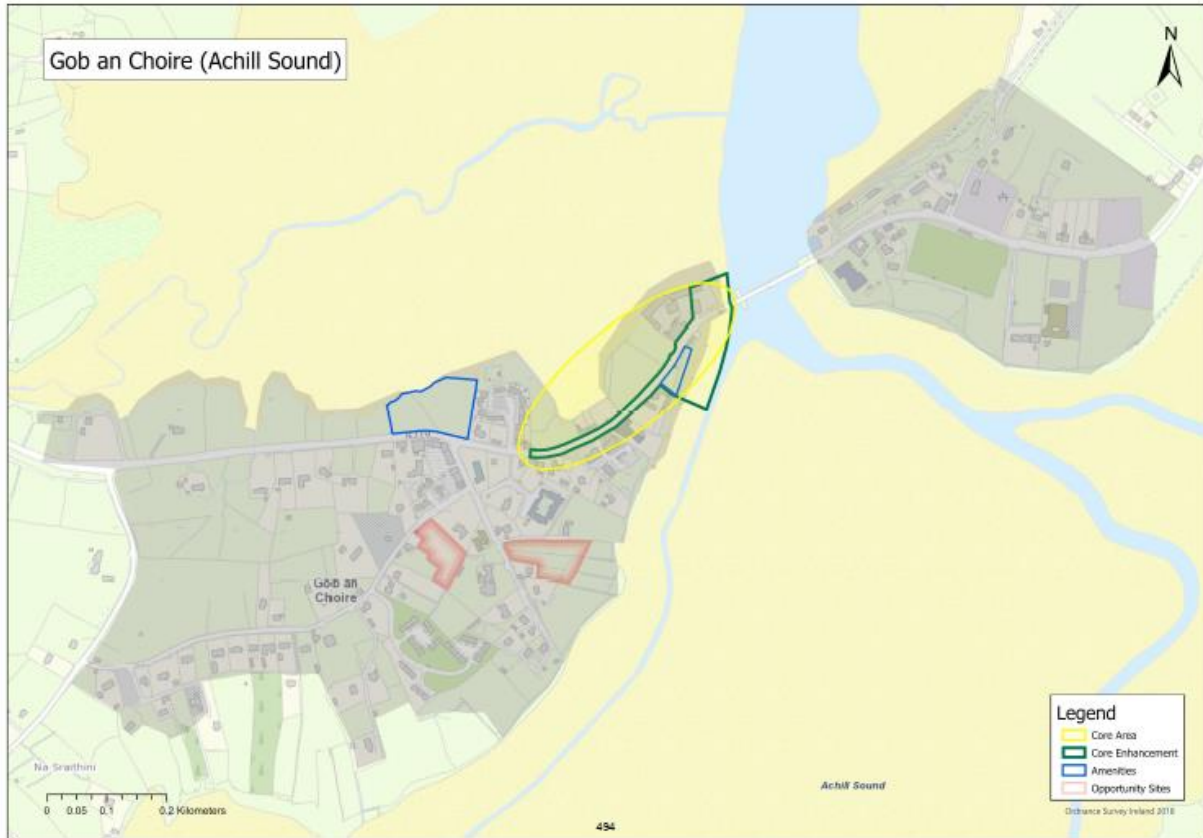 Gob an Choire (Achill Sound)
N
Gob an
Choire
Na Sraithíní
0 0.05 0.1 0.2 Kilometers
Achill Sound
Legend
Core Area
Core Enhancement
Amenities
Opportunity Sites
Ordnance Survey Ireland 2018
494